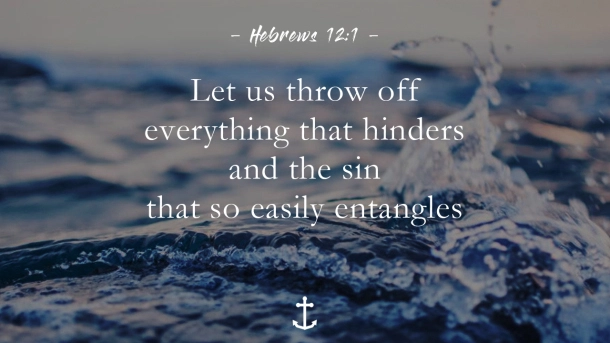 – Hebrews 12:1 –
Let us throw off
everything that hinders
and the sin
that so easily entangles